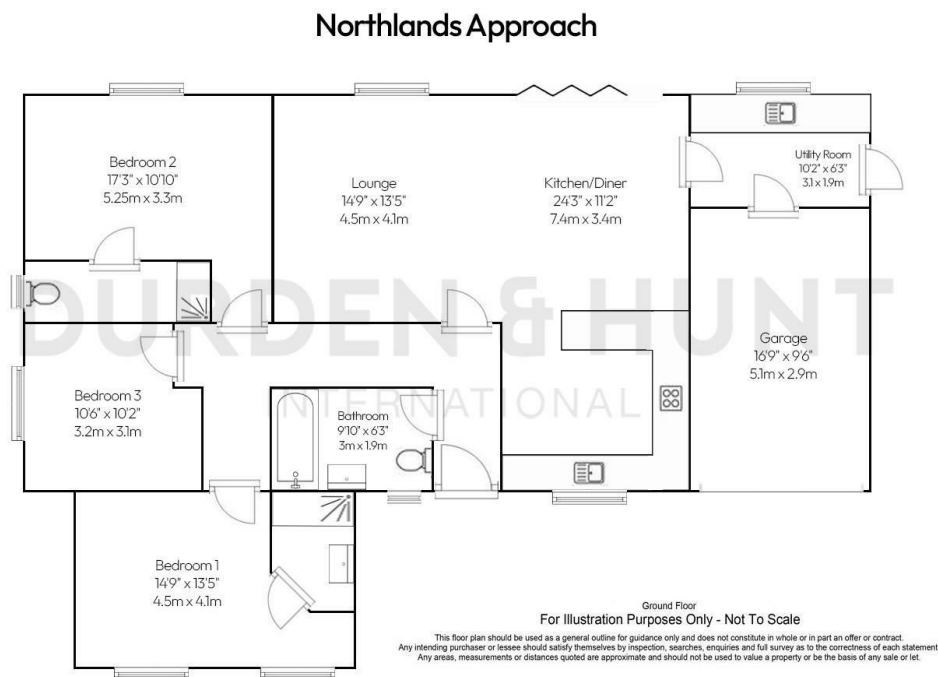 Northlands Approach
Bedroom 2
17'3" x 10'10"
5.25m x 3.3m
Lounge
14'9" x 13'5"
4.5m x 4.1m
Kitchen/Diner
24'3" x 11'2"
7.4m x 3.4m
Utility Room
10'2" x 6'3"
3.1 x 1.9m
DURDEN & HUNT
INTERNATIONAL
Garage
16'9" x 9'6"
5.1m x 2.9m
Bedroom 3
10'6" x 10'2"
3.2m x 3.1m
Bathroom
9'10" x 6'3"
3m x 1.9m
Bedroom 1
14'9" x 13'5"
4.5m x 4.1m
Ground Floor
For Illustration Purposes Only - Not To Scale
This floor plan should be used as a general outline for guidance only and does not constitute in whole or in part an offer or contract.
Any intending purchaser or lessee should satisfy themselves by inspection, searches, enquiries and full survey as to the correctness of each statement
Any areas, measurements or distances quoted are approximate and should not be used to value a property or be the basis of any sale or let.